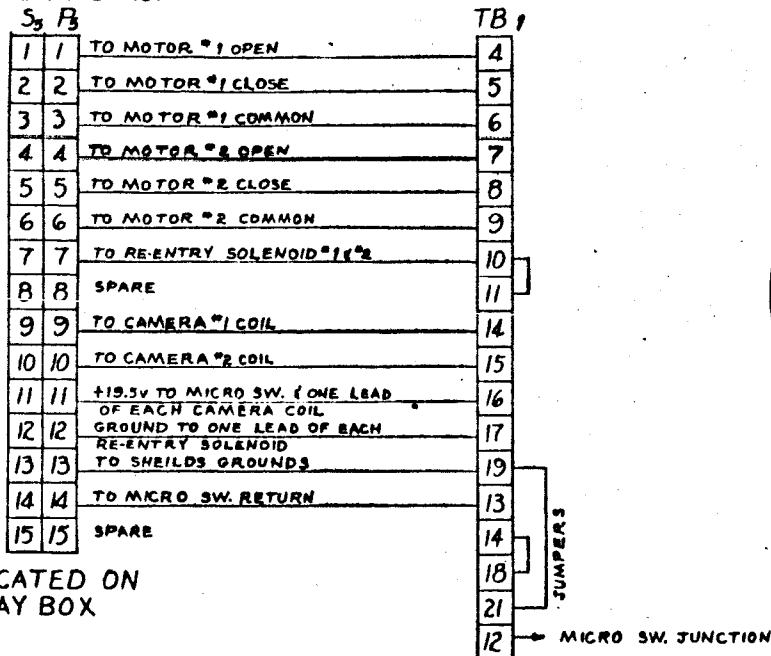 S5 P5 TB 1
1 1 TO MOTOR #1 OPEN 4
2 2 TO MOTOR #1 CLOSE 5
3 3 TO MOTOR #1 COMMON 6
4 4 TO MOTOR #2 OPEN 7
5 5 TO MOTOR #2 CLOSE 8
6 6 TO MOTOR #2 COMMON 9
7 7 TO RE-ENTRY SOLENOID #1 & #2 10
8 8 SPARE 11
9 9 TO CAMERA #1 COIL 14
10 10 TO CAMERA #2 COIL 15
11 11 +19.5V TO MICRO SW. & ONE LEAD 16
OF EACH CAMERA COIL
12 12 GROUND TO ONE LEAD OF EACH 17
RE-ENTRY SOLENOID
13 13 TO SHEILDS GROUNDS 19
14 14 TO MICRO SW. RETURN 13
15 15 SPARE 14
18
21
JUMPERS
CATED ON
AY BOX
12 MICRO SW. JUNCTION